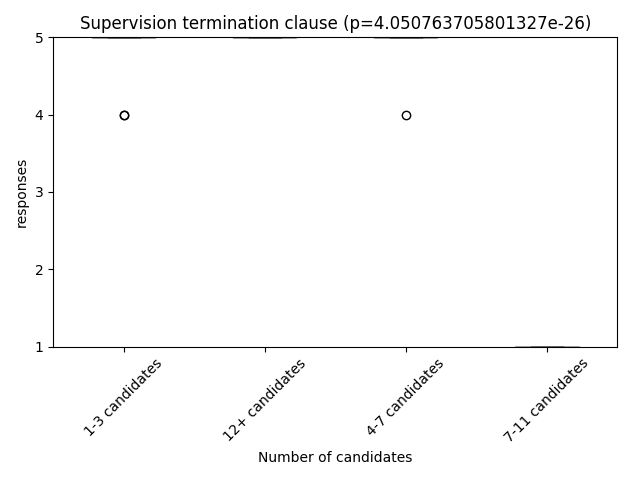 Supervision termination clause (p=4.050763705801327e-26)
5
4
3
2
1
responses
1-3 candidates
12+ candidates
4-7 candidates
7-11 candidates
Number of candidates